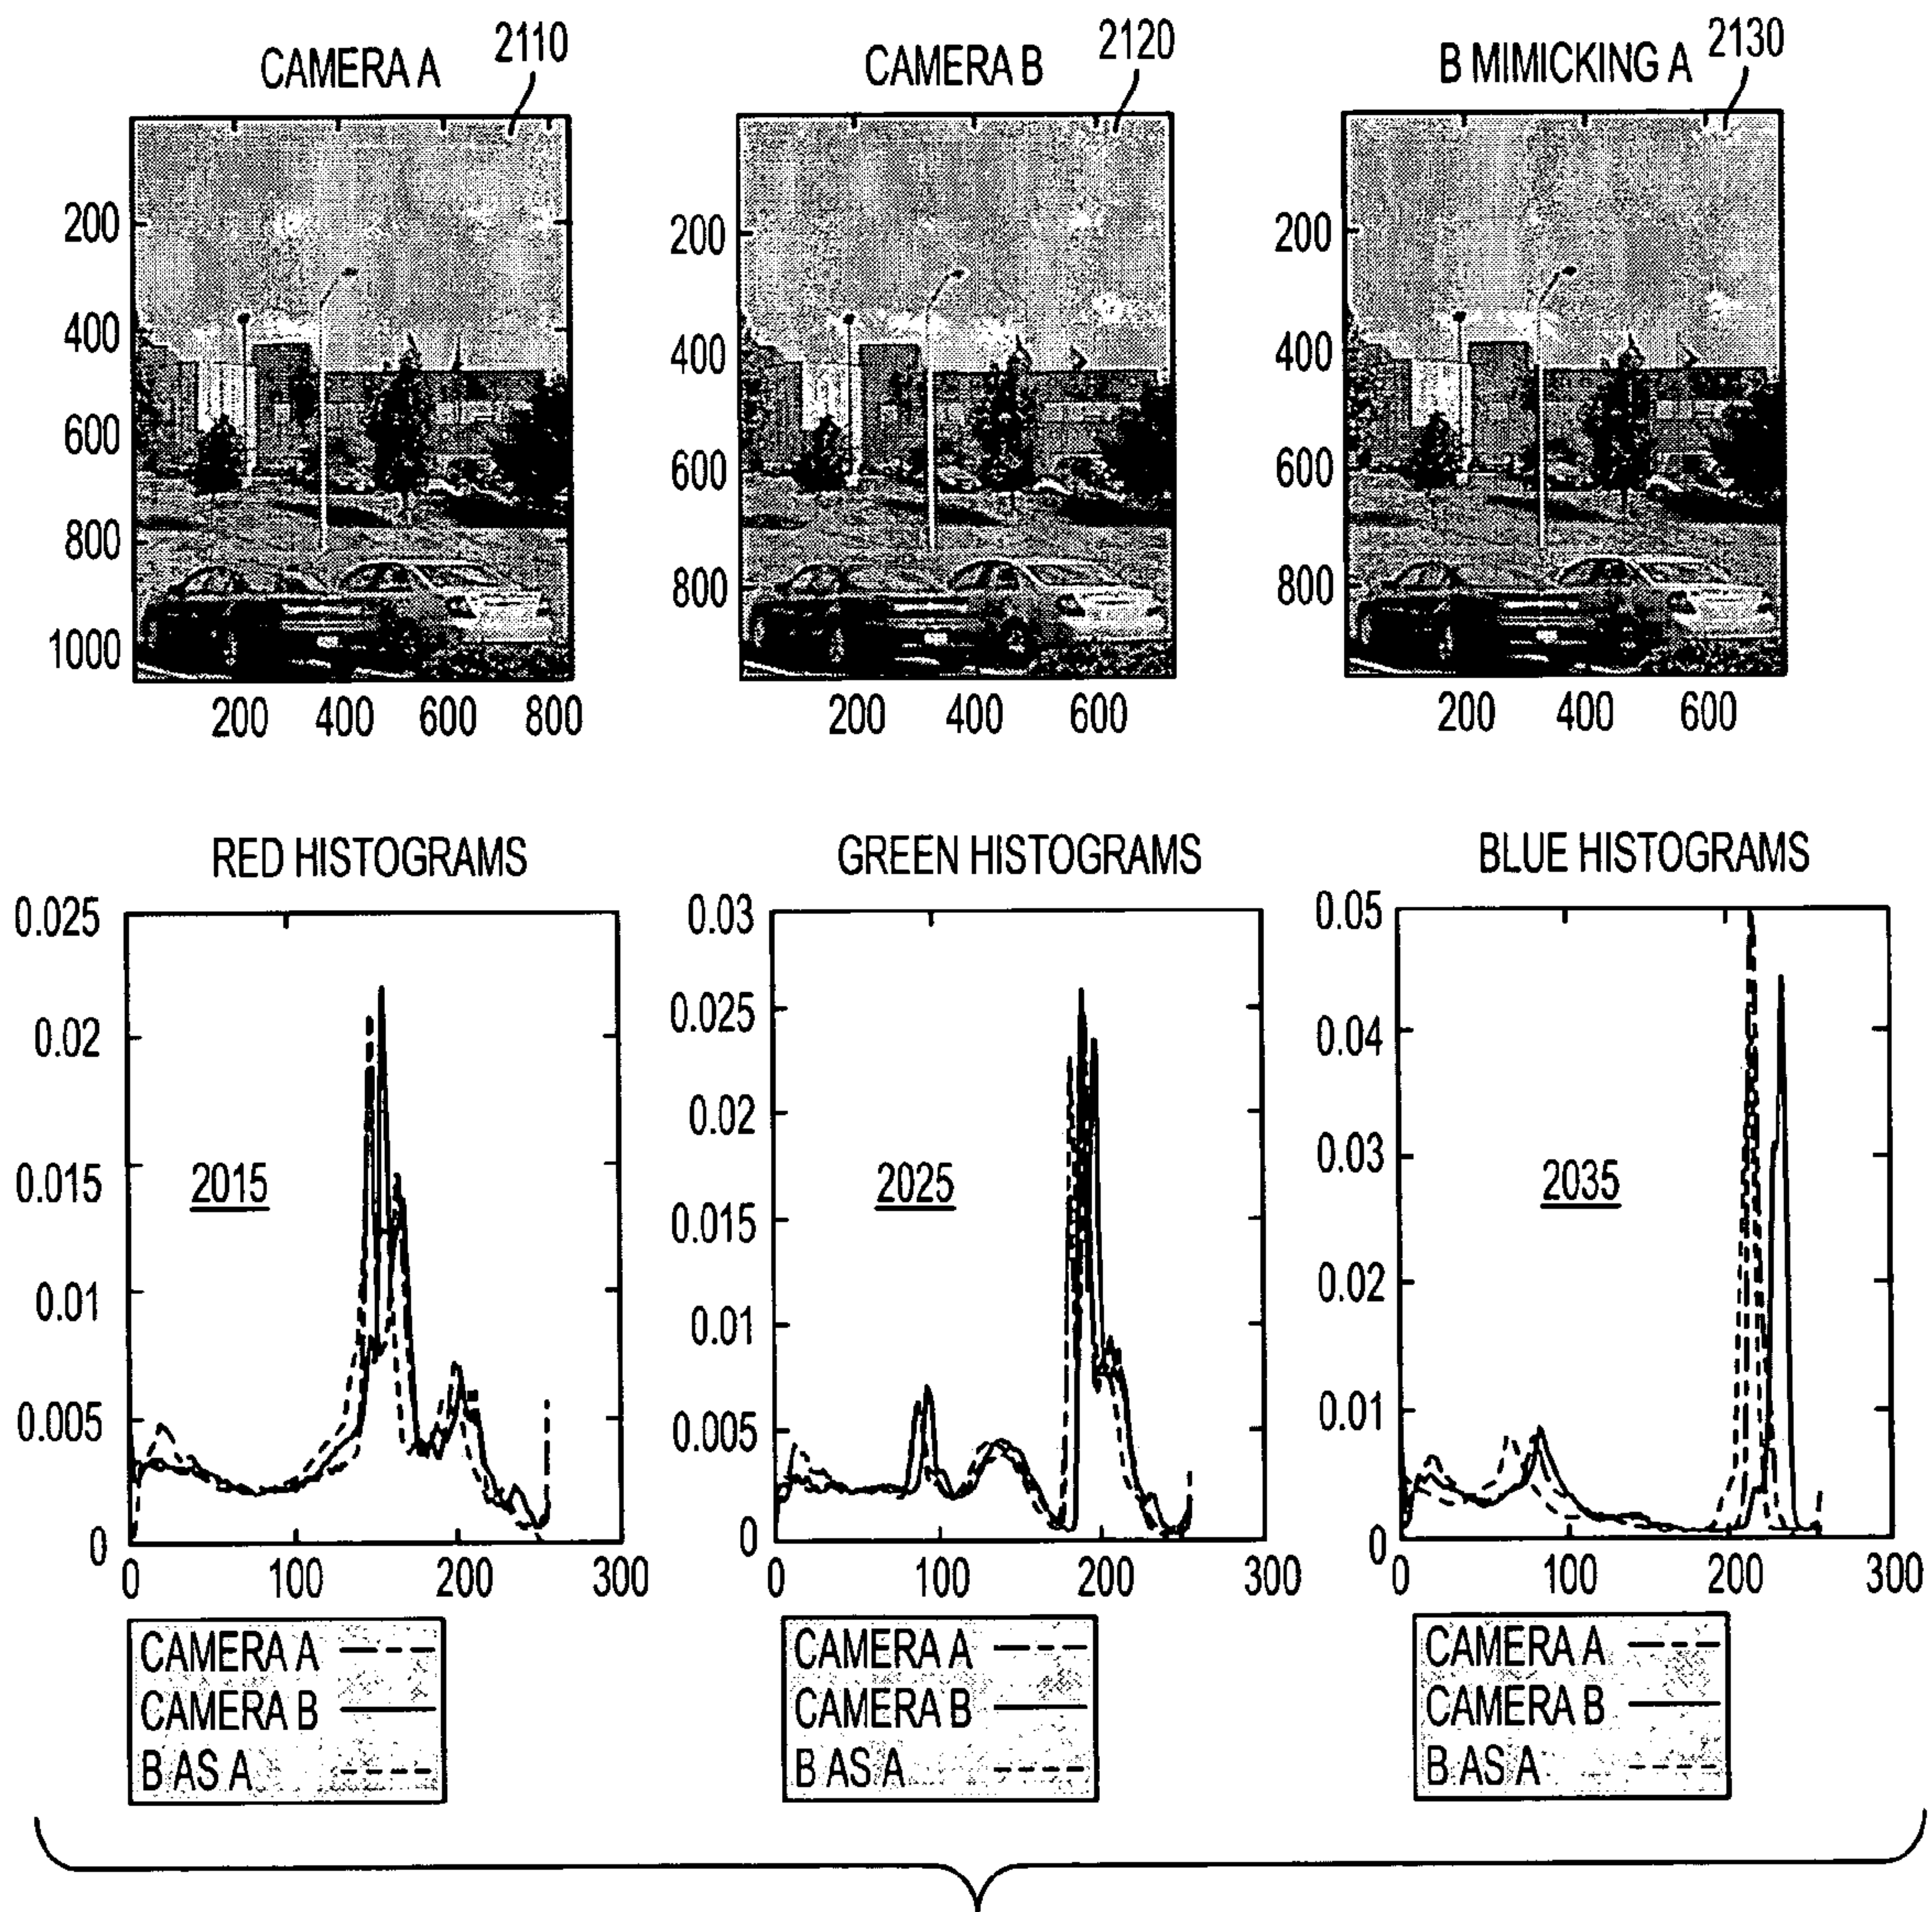 CAMERA A 2110
200
400
600
800
1000
200 400 600 800
CAMERA B 2120
200
400
600
800
200 400 600
B MIMICKING A 2130
200
400
600
800
200 400 600
RED HISTOGRAMS
0.025
0.02
0.015
0.01
0.005
0
2015
0 100 200 300
CAMERA A
CAMERA B
B AS A
GREEN HISTOGRAMS
0.03
0.025
0.02
0.015
0.01
0.005
0
2025
0 100 200 300
CAMERA A
CAMERA B
B AS A
BLUE HISTOGRAMS
0.05
0.04
0.03
0.02
0.01
0
2035
0 100 200 300
CAMERA A
CAMERA B
B AS A